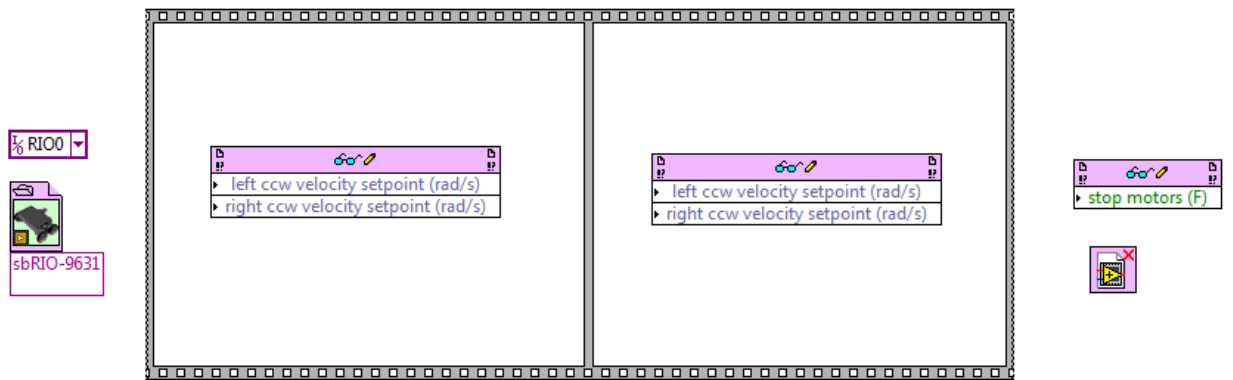 I/O RIO0
sbRIO-9631
left ccw velocity setpoint (rad/s)
right ccw velocity setpoint (rad/s)
left ccw velocity setpoint (rad/s)
right ccw velocity setpoint (rad/s)
stop motors (F)